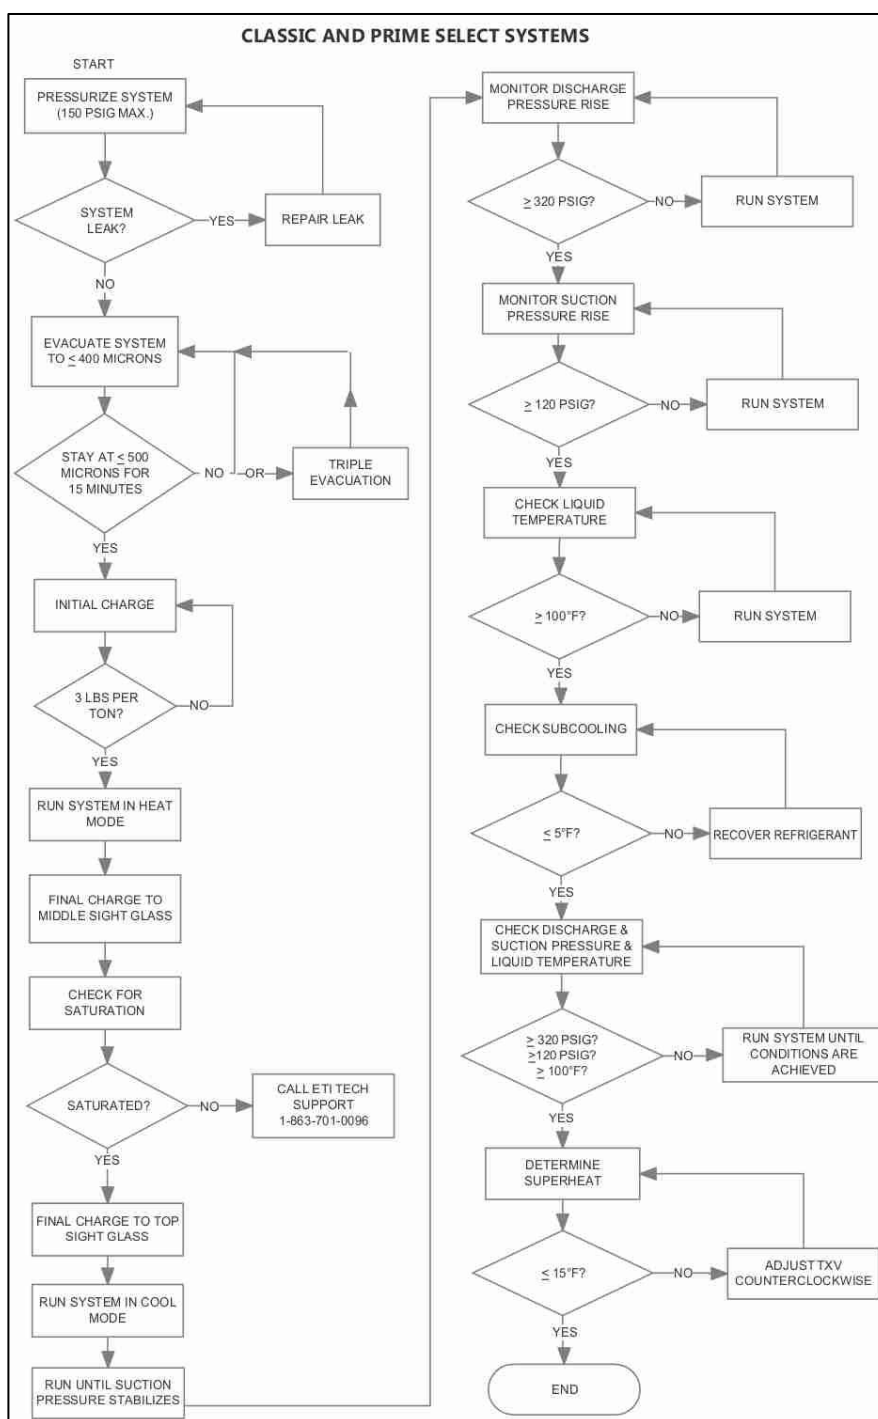 CLASSIC AND PRIME SELECT SYSTEMS
START
PRESSURIZE SYSTEM
(150 PSIG MAX.)
SYSTEM
LEAK?
YES
REPAIR LEAK
NO
EVACUATE SYSTEM
TO ≤ 400 MICRONS
STAY AT ≤ 500
MICRONS FOR
15 MINUTES
NO
OR
TRIPLE
EVACUATION
YES
INITIAL CHARGE
3 LBS PER
TON?
NO
YES
RUN SYSTEM IN HEAT
MODE
FINAL CHARGE TO
MIDDLE SIGHT GLASS
CHECK FOR
SATURATION
SATURATED?
NO
CALL ETI TECH
SUPPORT
1-863-701-0096
YES
FINAL CHARGE TO TOP
SIGHT GLASS
RUN SYSTEM IN COOL
MODE
RUN UNTIL SUCTION
PRESSURE STABILIZES
MONITOR DISCHARGE
PRESSURE RISE
≥ 320 PSIG?
NO
RUN SYSTEM
YES
MONITOR SUCTION
PRESSURE RISE
≥ 120 PSIG?
NO
RUN SYSTEM
YES
CHECK LIQUID
TEMPERATURE
≥ 100°F?
NO
RUN SYSTEM
YES
CHECK SUBCOOLING
≤ 5°F?
NO
RECOVER REFRIGERANT
YES
CHECK DISCHARGE &
SUCTION PRESSURE &
LIQUID TEMPERATURE
≥ 320 PSIG?
≥120 PSIG?
≥ 100°F?
NO
RUN SYSTEM UNTIL
CONDITIONS ARE
ACHIEVED
YES
DETERMINE
SUPERHEAT
≤ 15°F?
NO
ADJUST TXV
COUNTERCLOCKWISE
YES
END